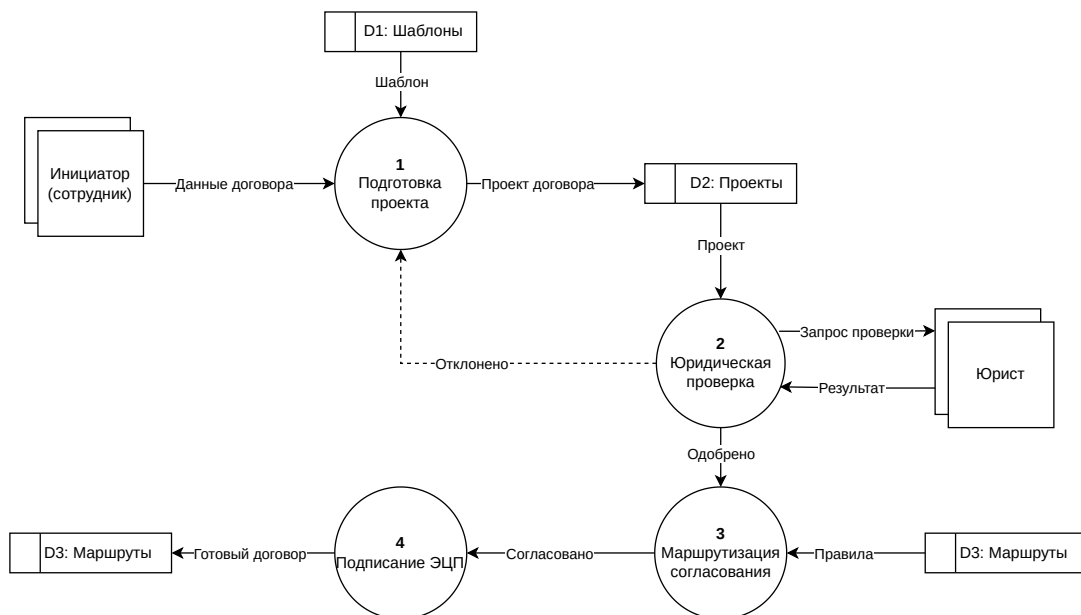 D1: Шаблоны
Шаблон
Инициатор
(сотрудник)
Данные договора
1
Подготовка
проекта
Проект договора
D2: Проекты
Проект
2
Юридическая
проверка
Запрос проверки
Результат
Юрист
Отклонено
Одобрено
D3: Маршруты
Готовый договор
4
Подписание ЭЦП
Согласовано
3
Маршрутизация
согласования
Правила
D3: Маршруты